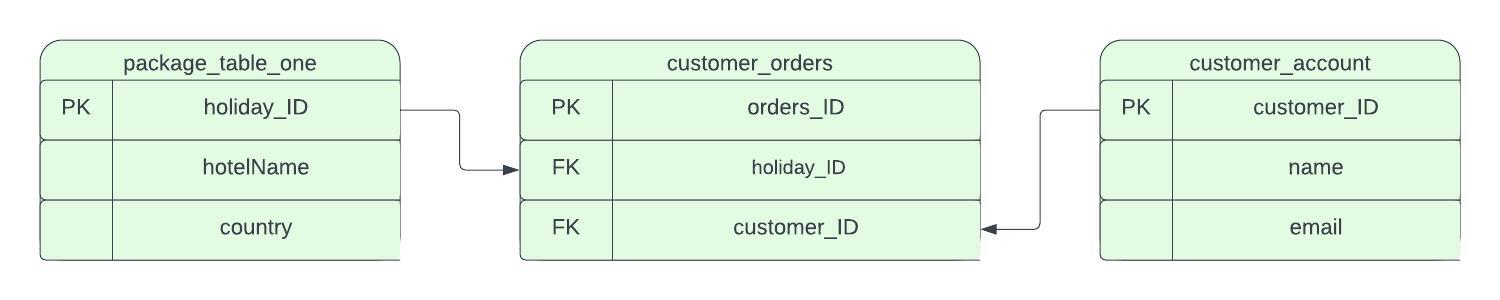 package_table_one
PK holiday_ID
hotelName
country
customer_orders
PK orders_ID
FK holiday_ID
FK customer_ID
customer_account
PK customer_ID
name
email